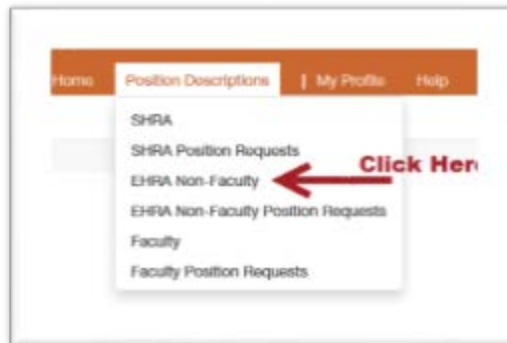 Home Position Descriptions My Profile Help
SHRA
SHRA Position Requests
EHRA Non-Faculty
Click Her
EHRA Non-Faculty Position Requests
Faculty
Faculty Position Requests